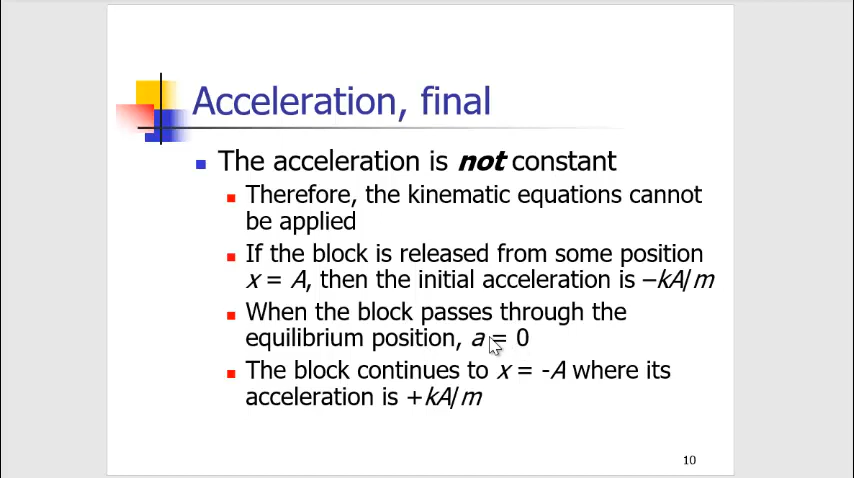 Acceleration, final
The acceleration is not constant
Therefore, the kinematic equations cannot
be applied
If the block is released from some position
x = A, then the initial acceleration is –kA/m
When the block passes through the
equilibrium position, a = 0
The block continues to x = -A where its
acceleration is +kA/m
10